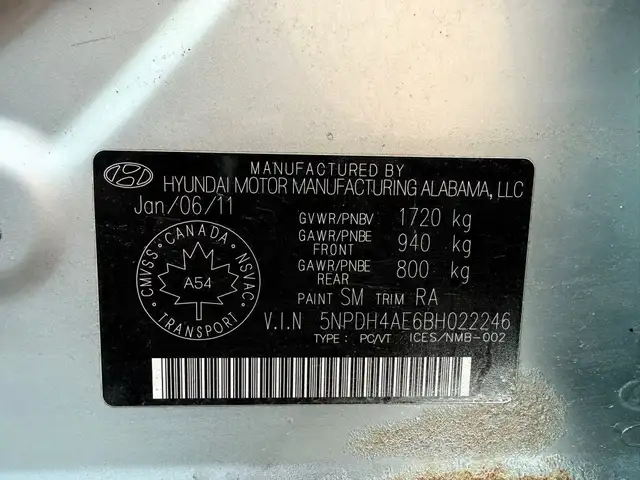 MANUFACTURED BY
HYUNDAI MOTOR MANUFACTURING ALABAMA, LLC
Jan/06/11
GVWR/PNBV 1720 kg
GAWR/PNBE FRONT 940 kg
GAWR/PNBE REAR 800 kg
PAINT SM TRIM RA
CANADA
CMVSS NSVAC
A54
TRANSPORT
V.I.N 5NPDH4AE6BH022246
TYPE: PC/VT ICES/NMB-002